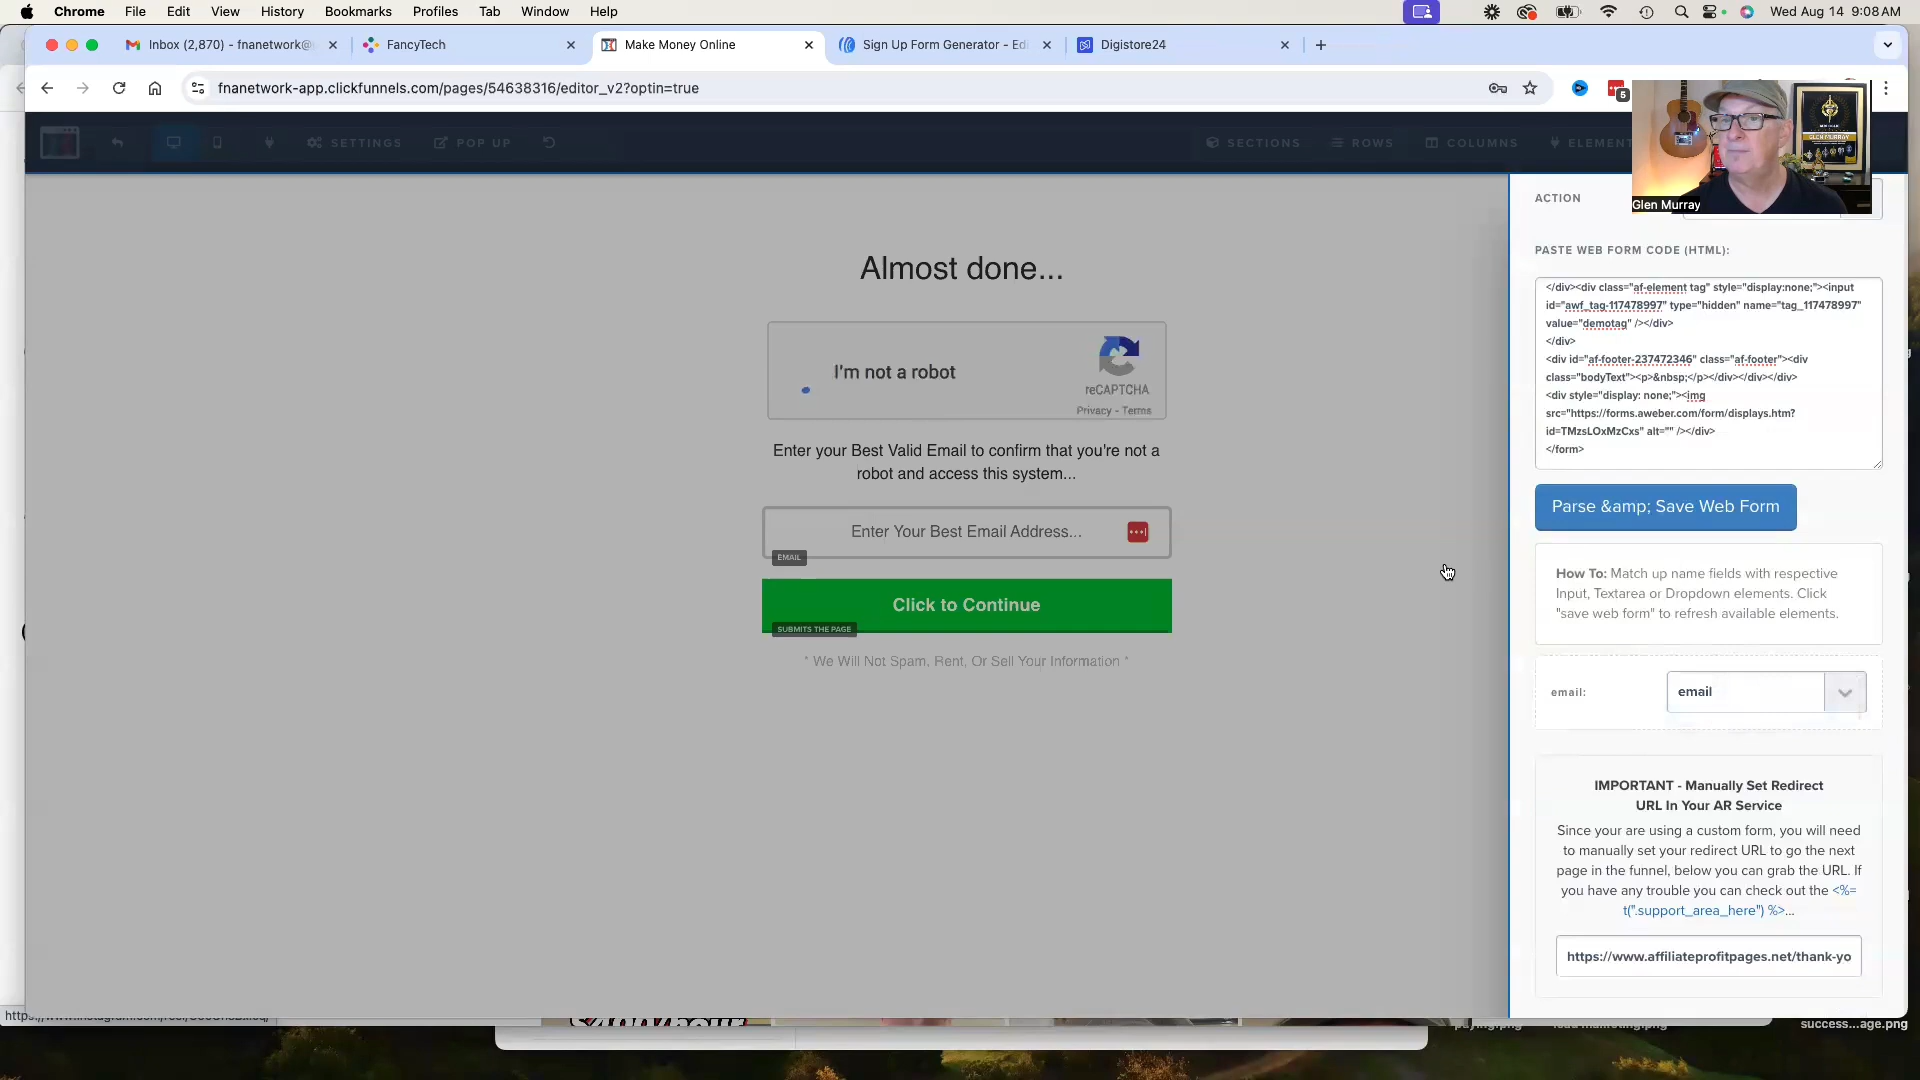 Chrome File Edit View History Bookmarks Profiles Tab Window Help
Wed Aug 14 9:08 AM
Inbox (2,870) - fnanetwork@
FancyTech
Make Money Online
Sign Up Form Generator - Edi
Digistore24
fnanetwork-app.clickfunnels.com/pages/54638316/editor_v2?optin=true
5
SETTINGS
POP UP
SECTIONS
ROWS
COLUMNS
ELEMENT
GLEN MURRAY
Glen Murray
ACTION
PASTE WEB FORM CODE (HTML):
</div><div class="af-element tag" style="display:none;"><input
id="awf_tag-117478997" type="hidden" name="tag_117478997"
value="demotag" /></div>
</div>
<div id="af-footer-237472346" class="af-footer"><div
class="bodyText"><p>&nbsp;</p></div></div></div>
<div style="display: none;"><img
src="https://forms.aweber.com/form/displays.htm?
id=TMzsLOxMzCxs" alt="" /></div>
</form>
Parse &amp; Save Web Form
How To: Match up name fields with respective
Input, Textarea or Dropdown elements. Click
"save web form" to refresh available elements.
email:
email
IMPORTANT - Manually Set Redirect
URL In Your AR Service
Since your are using a custom form, you will need
to manually set your redirect URL to go the next
page in the funnel, below you can grab the URL. If
you have any trouble you can check out the <%=
t(".support_area_here") %>...
https://www.affiliateprofitpages.net/thank-yo
Almost done...
I'm not a robot
reCAPTCHA
Privacy - Terms
Enter your Best Valid Email to confirm that you're not a
robot and access this system...
Enter Your Best Email Address...
EMAIL
Click to Continue
SUBMITS THE PAGE
* We Will Not Spam, Rent, Or Sell Your Information *